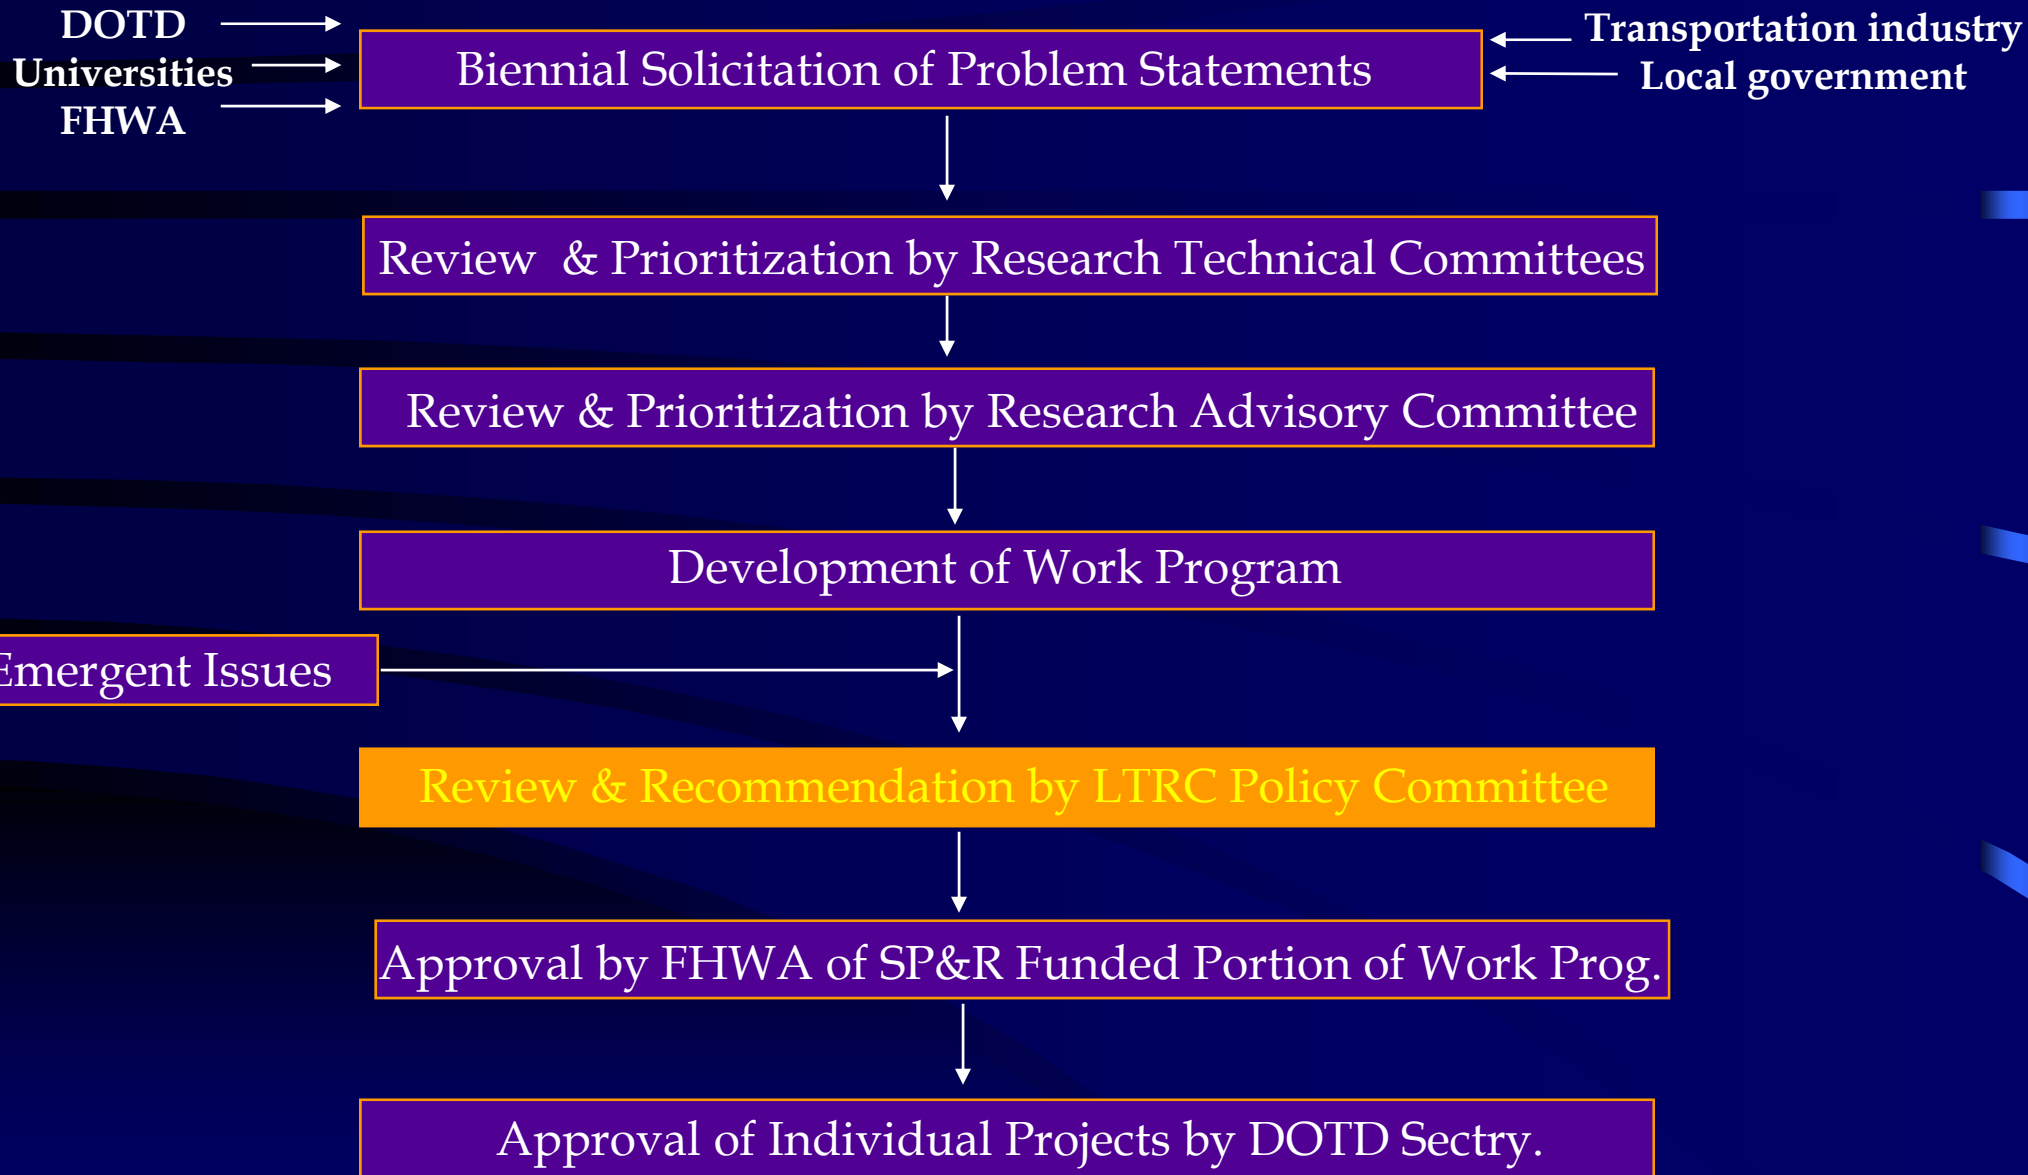 DOTD
Universities
FHWA
Transportation industry
Local government
Biennial Solicitation of Problem Statements
Review & Prioritization by Research Technical Committees
Review & Prioritization by Research Advisory Committee
Development of Work Program
Emergent Issues
Review & Recommendation by LTRC Policy Committee
Approval by FHWA of SP&R Funded Portion of Work Prog.
Approval of Individual Projects by DOTD Sectry.